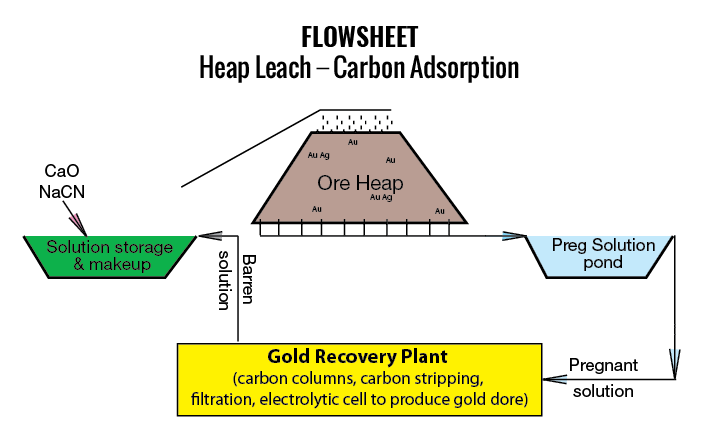 FLOWSHEET
Heap Leach – Carbon Adsorption
Au
Au Ag
Au
Ore Heap
Au Ag
Au
Au
CaO
NaCN
Solution storage
& makeup
Barren
solution
Preg Solution
pond
Gold Recovery Plant
(carbon columns, carbon stripping,
filtration, electrolytic cell to produce gold dore)
Pregnant
solution